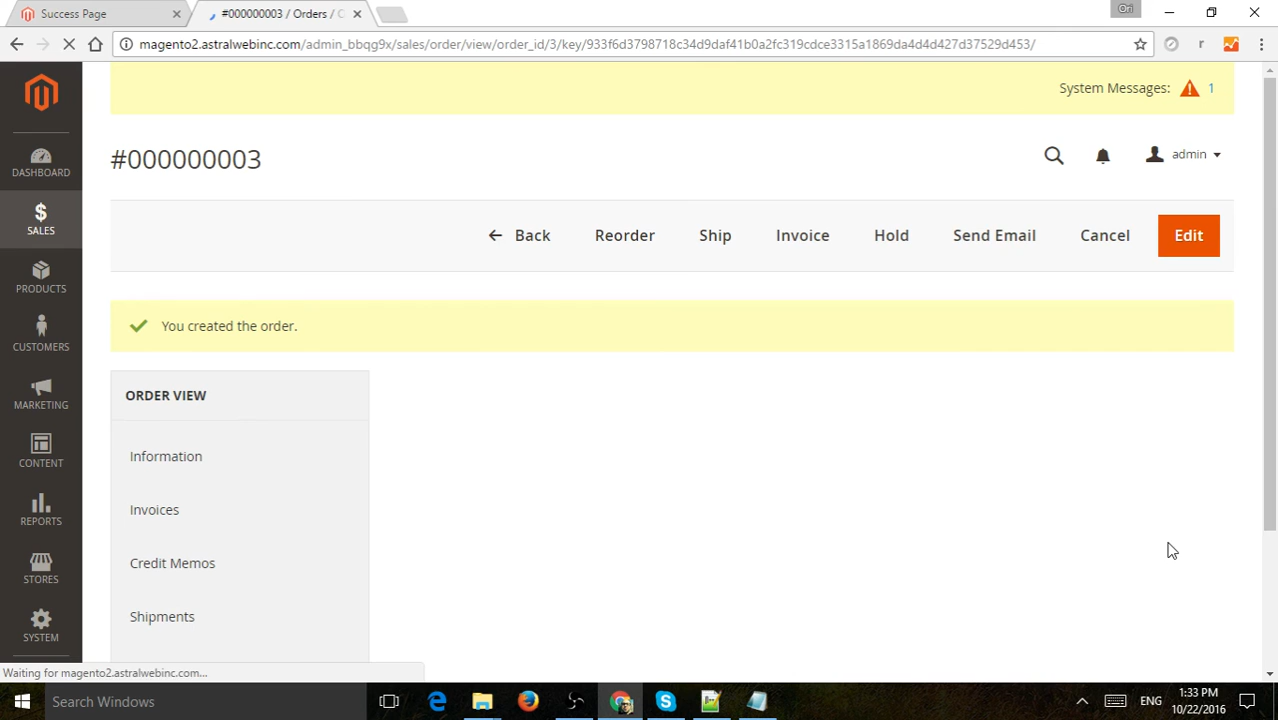 Success Page
#000000003 / Orders / C
Ori
magento2.astralwebinc.com/admin_bbqg9x/sales/order/view/order_id/3/key/933f6d3798718c34d9daf41b0a2fc319cdce3315a1869da4d4d427d37529d453/
System Messages: 1
#000000003
admin
DASHBOARD
SALES
PRODUCTS
CUSTOMERS
MARKETING
CONTENT
REPORTS
STORES
SYSTEM
Back Reorder Ship Invoice Hold Send Email Cancel Edit
You created the order.
ORDER VIEW
Information
Invoices
Credit Memos
Shipments
Waiting for magento2.astralwebinc.com...
Search Windows
ENG
1:33 PM
10/22/2016